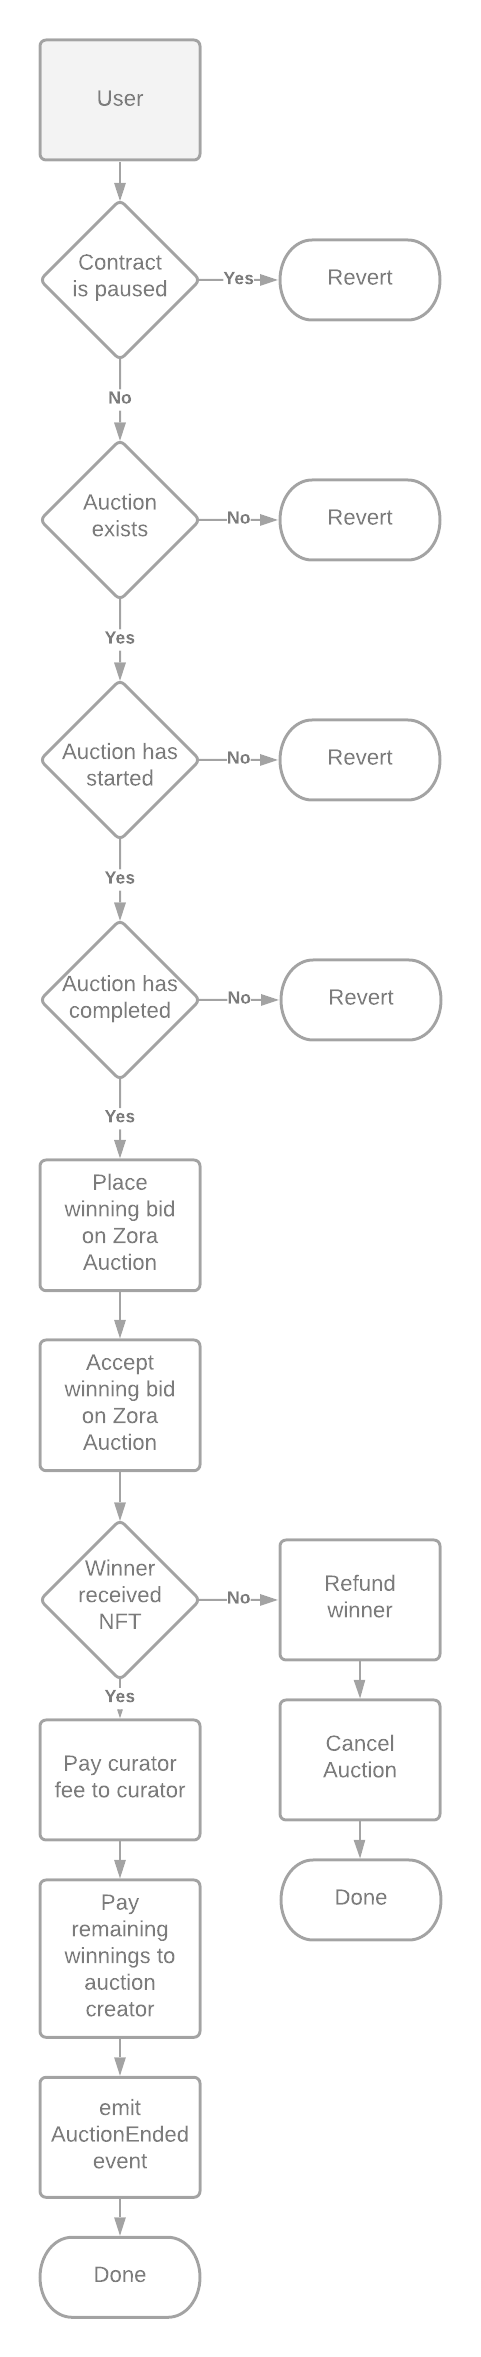 User
Contract
is paused
Yes
Revert
No
Auction
exists
No
Revert
Yes
Auction has
started
No
Revert
Yes
Auction has
completed
No
Revert
Yes
Place
winning bid
on Zora
Auction
Accept
winning bid
on Zora
Auction
Winner
received
NFT
No
Refund
winner
Yes
Cancel
Auction
Pay curator
fee to curator
Done
Pay
remaining
winnings to
auction
creator
emit
AuctionEnded
event
Done